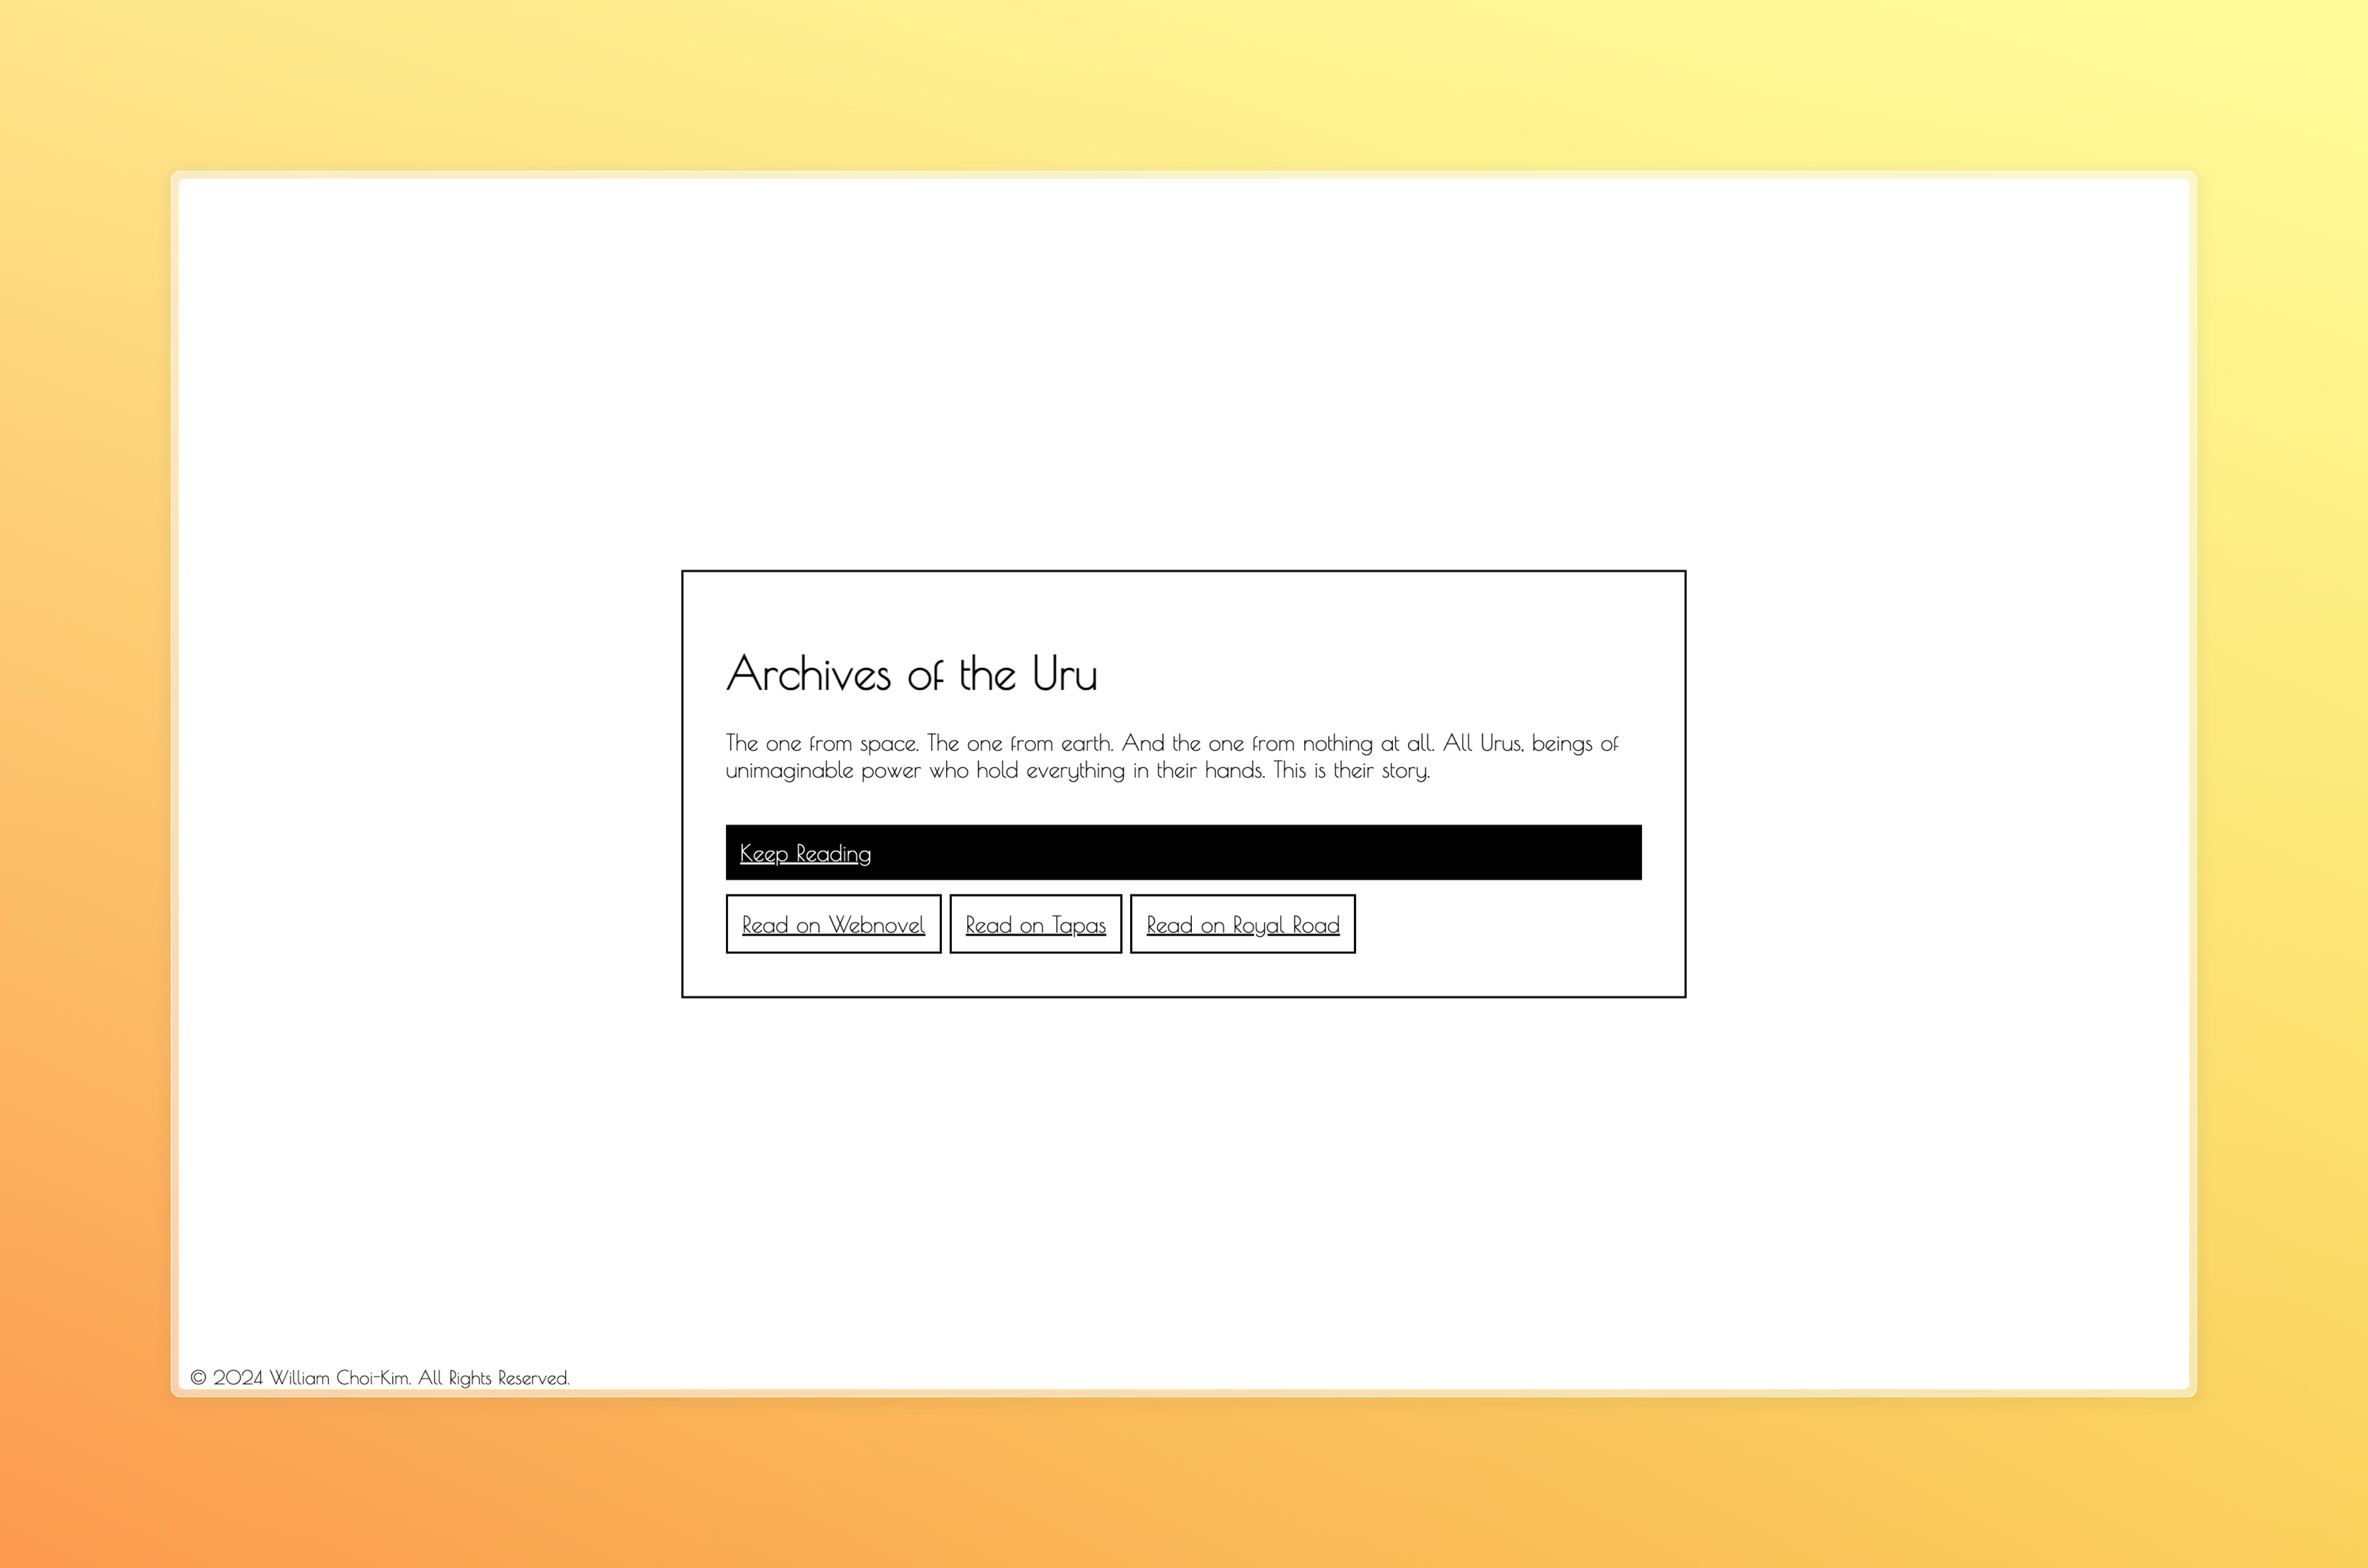 Archives of the Uru
The one from space. The one from earth. And the one from nothing at all. All Urus, beings of
unimaginable power who hold everything in their hands. This is their story.
Keep Reading
Read on Webnovel
Read on Tapas
Read on Royal Road
© 2024 William Choi-Kim. All Rights Reserved.